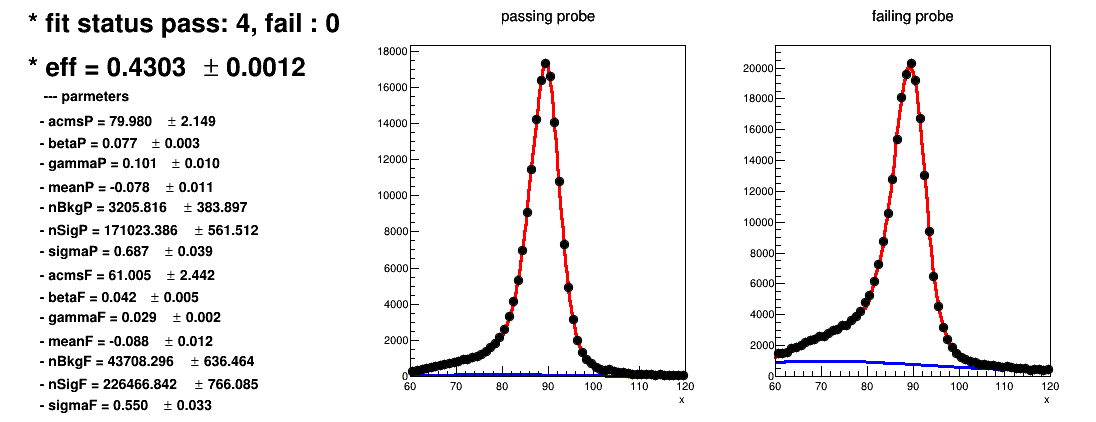 * fit status pass: 4, fail : 0
* eff = 0.4303 ± 0.0012
--- parmeters
- acmsP = 79.980 ± 2.149
- betaP = 0.077 ± 0.003
- gammaP = 0.101 ± 0.010
- meanP = -0.078 ± 0.011
- nBkgP = 3205.816 ± 383.897
- nSigP = 171023.386 ± 561.512
- sigmaP = 0.687 ± 0.039
- acmsF = 61.005 ± 2.442
- betaF = 0.042 ± 0.005
- gammaF = 0.029 ± 0.002
- meanF = -0.088 ± 0.012
- nBkgF = 43708.296 ± 636.464
- nSigF = 226466.842 ± 766.085
- sigmaF = 0.550 ± 0.033
passing probe
18000
16000
14000
12000
10000
8000
6000
4000
2000
0
60 70 80 90 100 110 120
x
failing probe
20000
18000
16000
14000
12000
10000
8000
6000
4000
2000
0
60 70 80 90 100 110 120
x